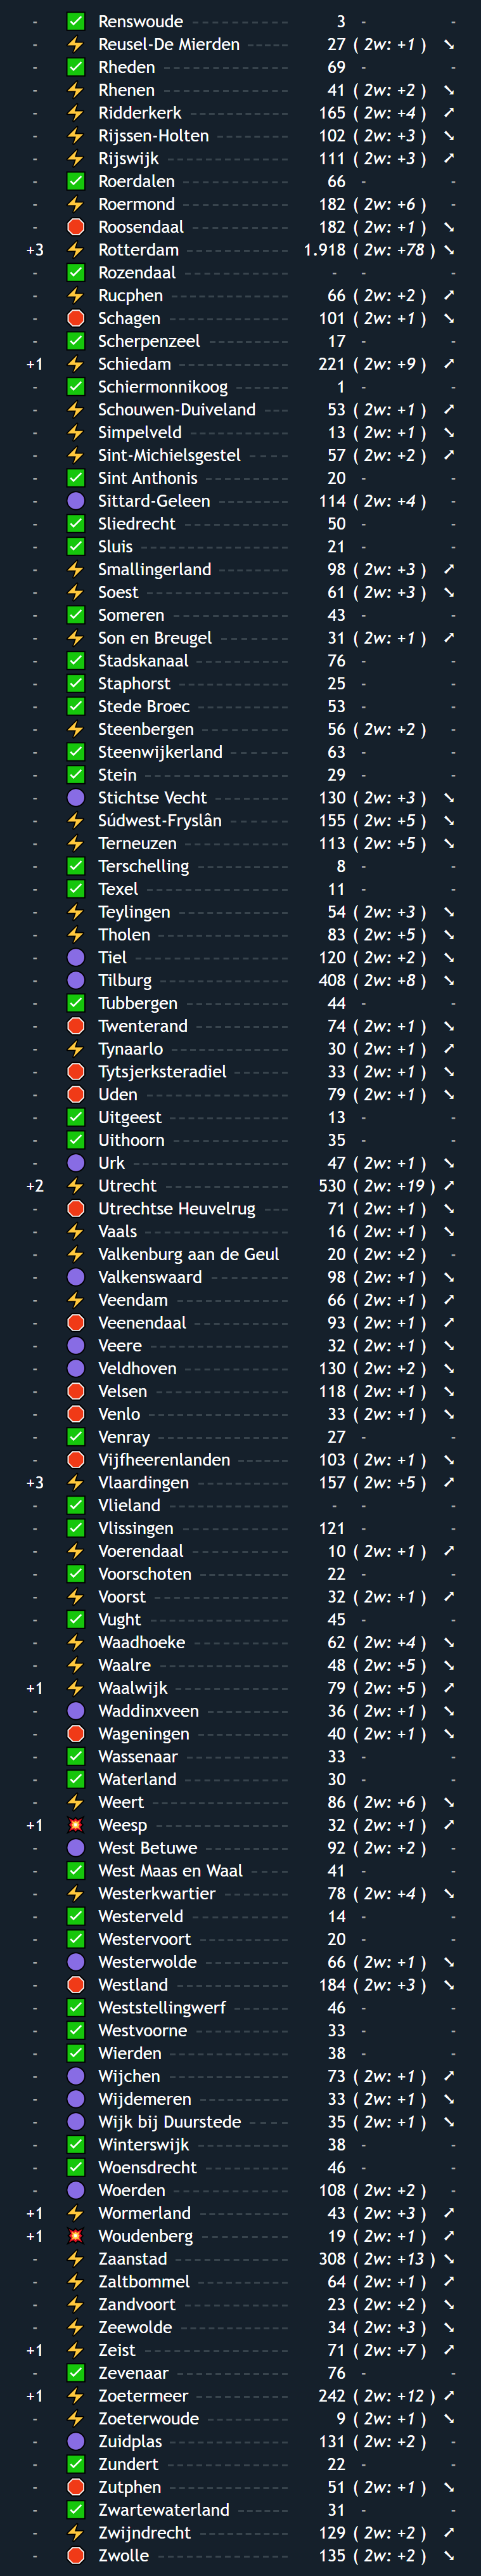 - ⚡ Renswoude 3 - -
- ⚡ Reusel-De Mierden 27 ( 2w: +1 ) ➘
- ✅ Rheden 69 - -
- ⚡ Rhenen 41 ( 2w: +2 ) ➘
- ⚡ Ridderkerk 165 ( 2w: +4 ) ➚
- ⚡ Rijssen-Holten 102 ( 2w: +3 ) ➘
- ⚡ Rijswijk 111 ( 2w: +3 ) ➚
- ✅ Roerdalen 66 - -
- ⚡ Roermond 182 ( 2w: +6 ) -
- 🛑 Roosendaal 182 ( 2w: +1 ) ➘
+3 ⚡ Rotterdam 1.918 ( 2w: +78 ) ➘
- ✅ Rozendaal - - -
- ⚡ Rucphen 66 ( 2w: +2 ) ➚
- 🛑 Schagen 101 ( 2w: +1 ) ➘
- ✅ Scherpenzeel 17 - -
+1 ⚡ Schiedam 221 ( 2w: +9 ) ➚
- ✅ Schiermonnikoog 1 - -
- ⚡ Schouwen-Duiveland 53 ( 2w: +1 ) ➚
- ⚡ Simpelveld 13 ( 2w: +1 ) ➘
- ⚡ Sint-Michielsgestel 57 ( 2w: +2 ) ➚
- ✅ Sint Anthonis 20 - -
- 🟣 Sittard-Geleen 114 ( 2w: +4 ) -
- ✅ Sliedrecht 50 - -
- ✅ Sluis 21 - -
- ⚡ Smallingerland 98 ( 2w: +3 ) ➚
- ⚡ Soest 61 ( 2w: +3 ) ➘
- ✅ Someren 43 - -
- ⚡ Son en Breugel 31 ( 2w: +1 ) ➚
- ✅ Stadskanaal 76 - -
- ✅ Staphorst 25 - -
- ✅ Stede Broec 53 - -
- ⚡ Steenbergen 56 ( 2w: +2 ) -
- ✅ Steenwijkerland 63 - -
- ✅ Stein 29 - -
- 🟣 Stichtse Vecht 130 ( 2w: +3 ) ➘
- ⚡ Súdwest-Fryslân 155 ( 2w: +5 ) ➘
- ⚡ Terneuzen 113 ( 2w: +5 ) ➘
- ✅ Terschelling 8 - -
- ✅ Texel 11 - -
- ⚡ Teylingen 54 ( 2w: +3 ) ➘
- ⚡ Tholen 83 ( 2w: +5 ) ➘
- 🟣 Tiel 120 ( 2w: +2 ) ➘
- 🟣 Tilburg 408 ( 2w: +8 ) ➘
- ✅ Tubbergen 44 - -
- 🛑 Twenterand 74 ( 2w: +1 ) ➘
- ⚡ Tynaarlo 30 ( 2w: +1 ) ➚
- 🛑 Tytsjerksteradiel 33 ( 2w: +1 ) ➘
- 🛑 Uden 79 ( 2w: +1 ) ➘
- ✅ Uitgeest 13 - -
- ✅ Uithoorn 35 - -
- 🟣 Urk 47 ( 2w: +1 ) ➘
+2 ⚡ Utrecht 530 ( 2w: +19 ) ➚
- 🛑 Utrechtse Heuvelrug 71 ( 2w: +1 ) ➘
- ⚡ Vaals 16 ( 2w: +1 ) ➘
- ⚡ Valkenburg aan de Geul 20 ( 2w: +2 ) -
- 🟣 Valkenswaard 98 ( 2w: +1 ) ➘
- ⚡ Veendam 66 ( 2w: +1 ) ➚
- 🛑 Veenendaal 93 ( 2w: +1 ) ➚
- 🟣 Veere 32 ( 2w: +1 ) ➘
- 🟣 Veldhoven 130 ( 2w: +2 ) ➘
- 🛑 Velsen 118 ( 2w: +1 ) ➘
- 🛑 Venlo 33 ( 2w: +1 ) ➘
- ✅ Venray 27 - -
- 🛑 Vijfheerenlanden 103 ( 2w: +1 ) ➘
+3 ⚡ Vlaardingen 157 ( 2w: +5 ) ➚
- ✅ Vlieland - - -
- ✅ Vlissingen 121 - -
- ⚡ Voerendaal 10 ( 2w: +1 ) ➚
- ✅ Voorschoten 22 - -
- ⚡ Voorst 32 ( 2w: +1 ) ➚
- ✅ Vught 45 - -
- ⚡ Waadhoeke 62 ( 2w: +4 ) ➘
- ⚡ Waalre 48 ( 2w: +5 ) ➘
+1 ⚡ Waalwijk 79 ( 2w: +5 ) ➚
- 🟣 Waddinxveen 36 ( 2w: +1 ) ➘
- 🛑 Wageningen 40 ( 2w: +1 ) ➘
- ✅ Wassenaar 33 - -
- ✅ Waterland 30 - -
- ⚡ Weert 86 ( 2w: +6 ) ➘
+1 💥 Weesp 32 ( 2w: +1 ) ➚
- 🟣 West Betuwe 92 ( 2w: +2 ) -
- ✅ West Maas en Waal 41 - -
- ⚡ Westerkwartier 78 ( 2w: +4 ) ➘
- ✅ Westerveld 14 - -
- ✅ Westervoort 20 - -
- 🟣 Westerwolde 66 ( 2w: +1 ) ➘
- 🛑 Westland 184 ( 2w: +3 ) ➘
- ✅ Weststellingwerf 46 - -
- ✅ Westvoorne 33 - -
- ✅ Wierden 38 - -
- 🟣 Wijchen 73 ( 2w: +1 ) ➚
- 🟣 Wijdemeren 33 ( 2w: +1 ) ➘
- 🟣 Wijk bij Duurstede 35 ( 2w: +1 ) ➘
- ✅ Winterswijk 38 - -
- ✅ Woensdrecht 46 - -
- 🟣 Woerden 108 ( 2w: +2 ) -
+1 ⚡ Wormerland 43 ( 2w: +3 ) ➚
+1 💥 Woudenberg 19 ( 2w: +1 ) ➚
- ⚡ Zaanstad 308 ( 2w: +13 ) ➘
- ⚡ Zaltbommel 64 ( 2w: +1 ) ➚
- ⚡ Zandvoort 23 ( 2w: +2 ) ➘
- ⚡ Zeewolde 34 ( 2w: +3 ) ➘
+1 ⚡ Zeist 71 ( 2w: +7 ) ➚
- ✅ Zevenaar 76 - -
+1 ⚡ Zoetermeer 242 ( 2w: +12 ) ➚
- ⚡ Zoeterwoude 9 ( 2w: +1 ) ➘
- 🟣 Zuidplas 131 ( 2w: +2 ) -
- ✅ Zundert 22 - -
- 🛑 Zutphen 51 ( 2w: +1 ) ➘
- ✅ Zwartewaterland 31 - -
- ⚡ Zwijndrecht 129 ( 2w: +2 ) ➚
- 🛑 Zwolle 135 ( 2w: +2 ) ➘